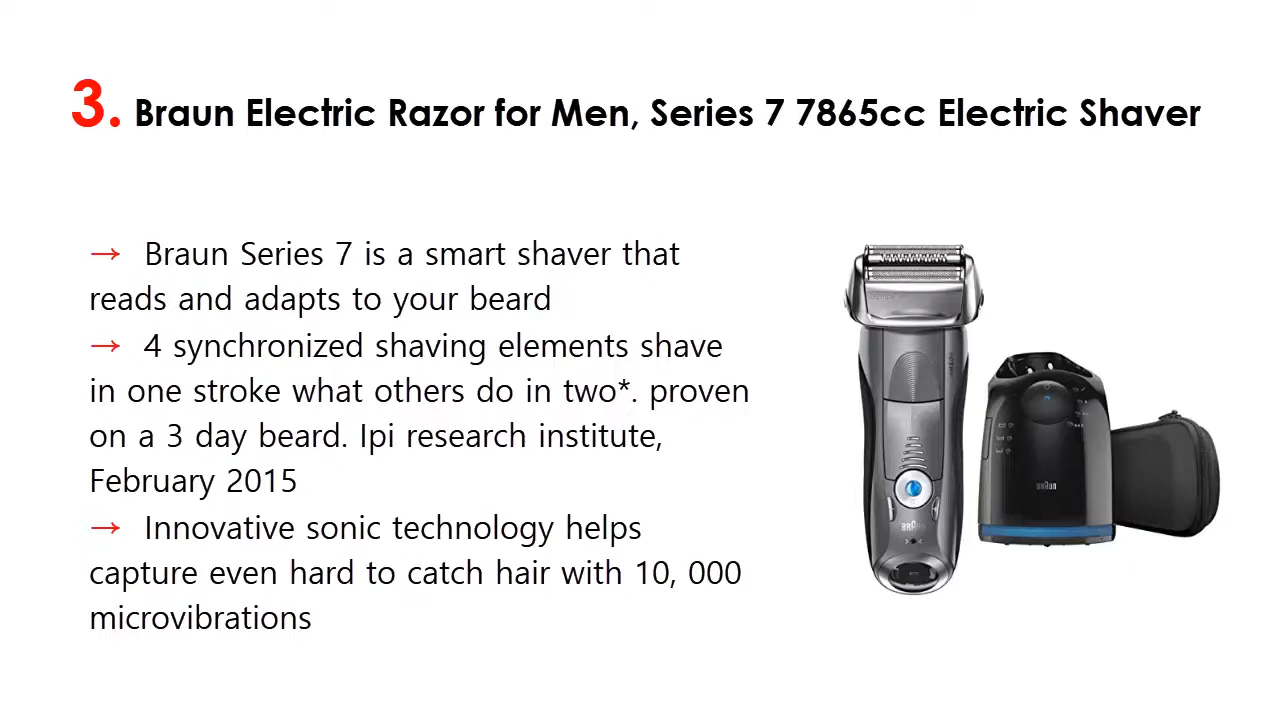 3. Braun Electric Razor for Men, Series 7 7865cc Electric Shaver
→ Braun Series 7 is a smart shaver that
reads and adapts to your beard
→ 4 synchronized shaving elements shave
in one stroke what others do in two*. proven
on a 3 day beard. Ipi research institute,
February 2015
→ Innovative sonic technology helps
capture even hard to catch hair with 10, 000
microvibrations
BRAUN
BRAUN